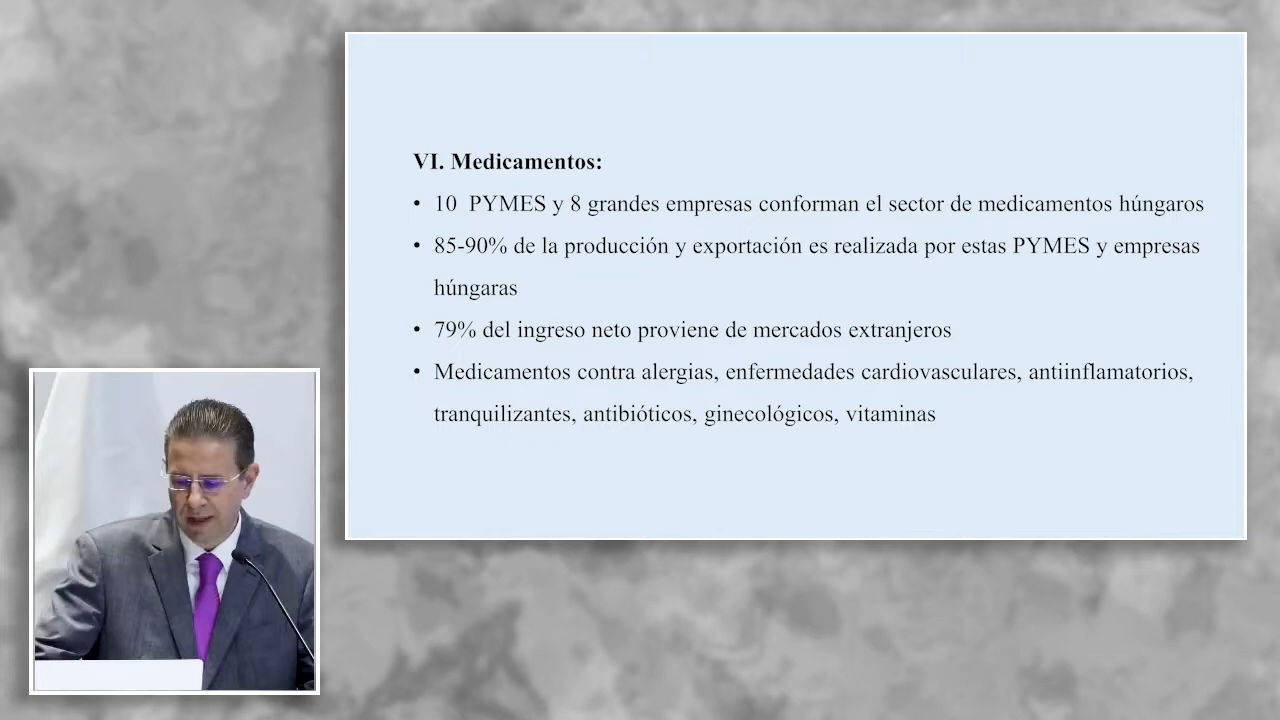 VI. Medicamentos:
• 10 PYMES y 8 grandes empresas conforman el sector de medicamentos húngaros
• 85-90% de la producción y exportación es realizada por estas PYMES y empresas
húngaras
• 79% del ingreso neto proviene de mercados extranjeros
• Medicamentos contra alergias, enfermedades cardiovasculares, antiinflamatorios,
tranquilizantes, antibióticos, ginecológicos, vitaminas